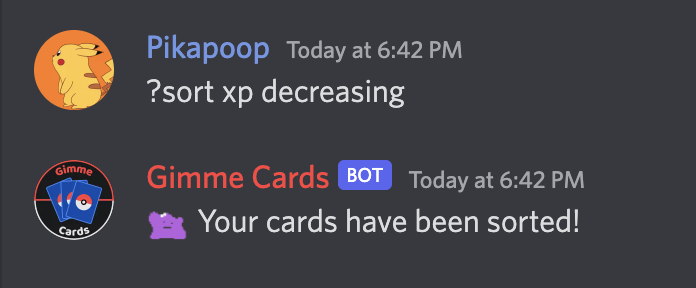 Pikapoop Today at 6:42 PM
?sort xp decreasing
Gimme
Cards
Gimme Cards BOT Today at 6:42 PM
Your cards have been sorted!